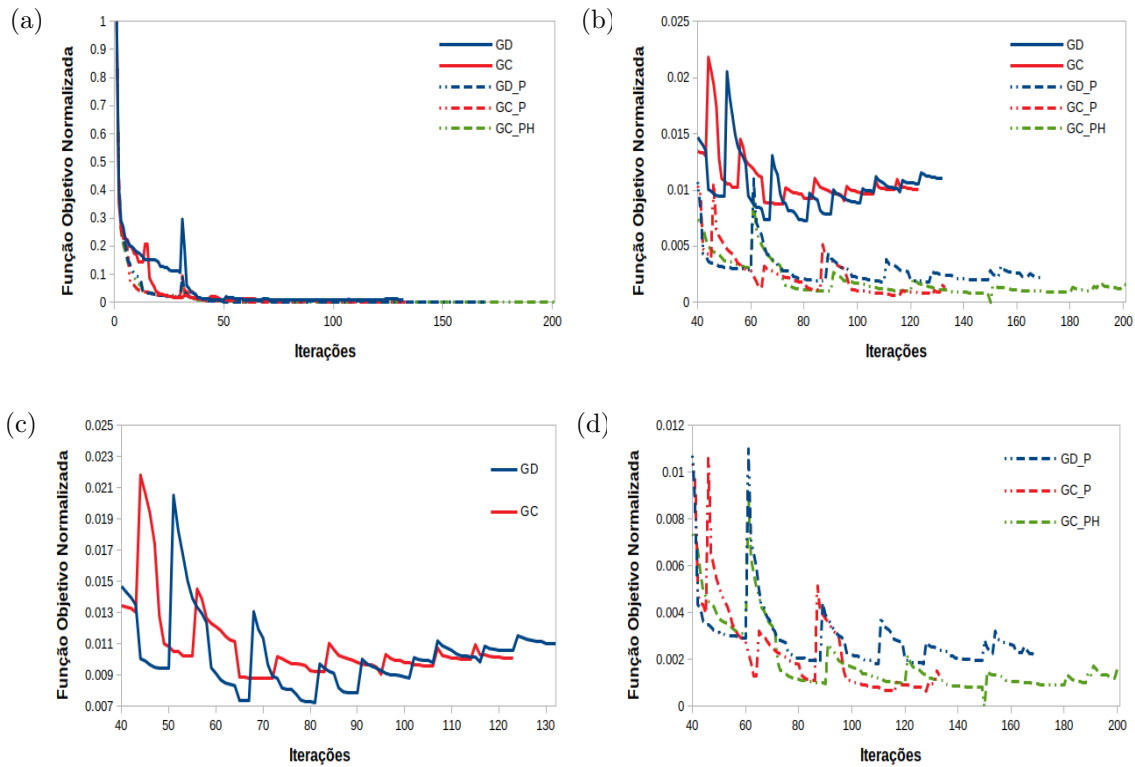 (a)
Função Objetivo Normalizada
1
0.9
0.8
0.7
0.6
0.5
0.4
0.3
0.2
0.1
0
0 50 100 150 200
Iterações
GD
GC
GD_P
GC_P
GC_PH
(b)
Função Objetivo Normalizada
0.025
0.02
0.015
0.01
0.005
0
40 60 80 100 120 140 160 180 200
Iterações
GD
GC
GD_P
GC_P
GC_PH
(c)
Função Objetivo Normalizada
0.025
0.023
0.021
0.019
0.017
0.015
0.013
0.011
0.009
0.007
40 50 60 70 80 90 100 110 120 130
Iterações
GD
GC
(d)
Função Objetivo Normalizada
0.012
0.01
0.008
0.006
0.004
0.002
0
40 60 80 100 120 140 160 180 200
Iterações
GD_P
GC_P
GC_PH